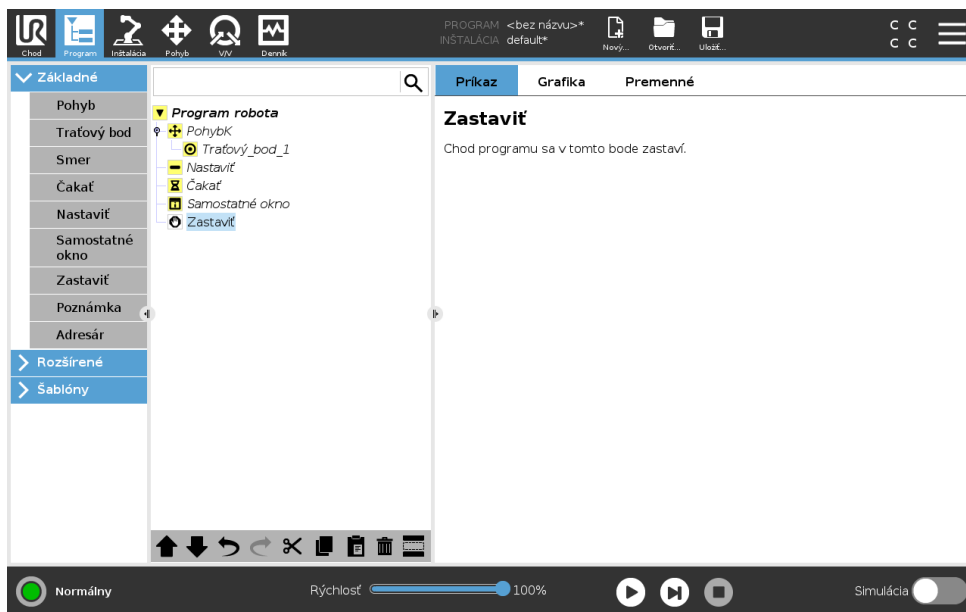 UR
Chod
Program
Inštalácia
Pohyb
V/V
Denník
PROGRAM <bez názvu>*
INŠTALÁCIA default*
Nový...
Otvoriť...
Uložiť...
C C
C C
Základné
Pohyb
Traťový bod
Smer
Čakať
Nastaviť
Samostatné
okno
Zastaviť
Poznámka
Adresár
Rozšírené
Šablóny
Program robota
PohybK
Traťový_bod_1
Nastaviť
Čakať
Samostatné okno
Zastaviť
Príkaz Grafika Premenné
Zastaviť
Chod programu sa v tomto bode zastaví.
Normálny
Rýchlosť 100%
Simulácia